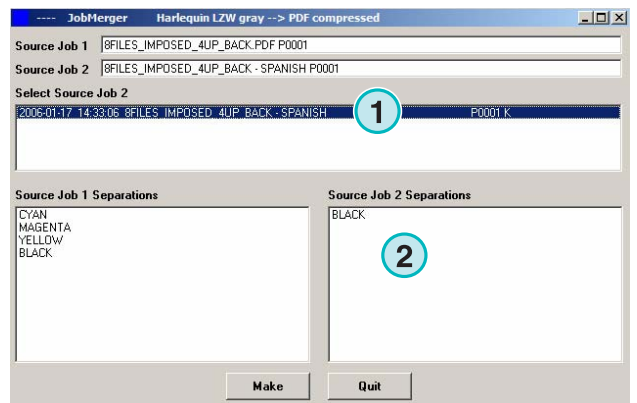 ---- JobMerger Harlequin LZW gray --> PDF compressed
Source Job 1 8FILES_IMPOSED_4UP_BACK.PDF P0001
Source Job 2 8FILES_IMPOSED_4UP_BACK - SPANISH P0001
Select Source Job 2
2006-01-17 14:33:06 8FILES_IMPOSED_4UP_BACK - SPANISH P0001 K
1
Source Job 1 Separations Source Job 2 Separations
CYAN BLACK
MAGENTA
YELLOW
BLACK
2
Make Quit